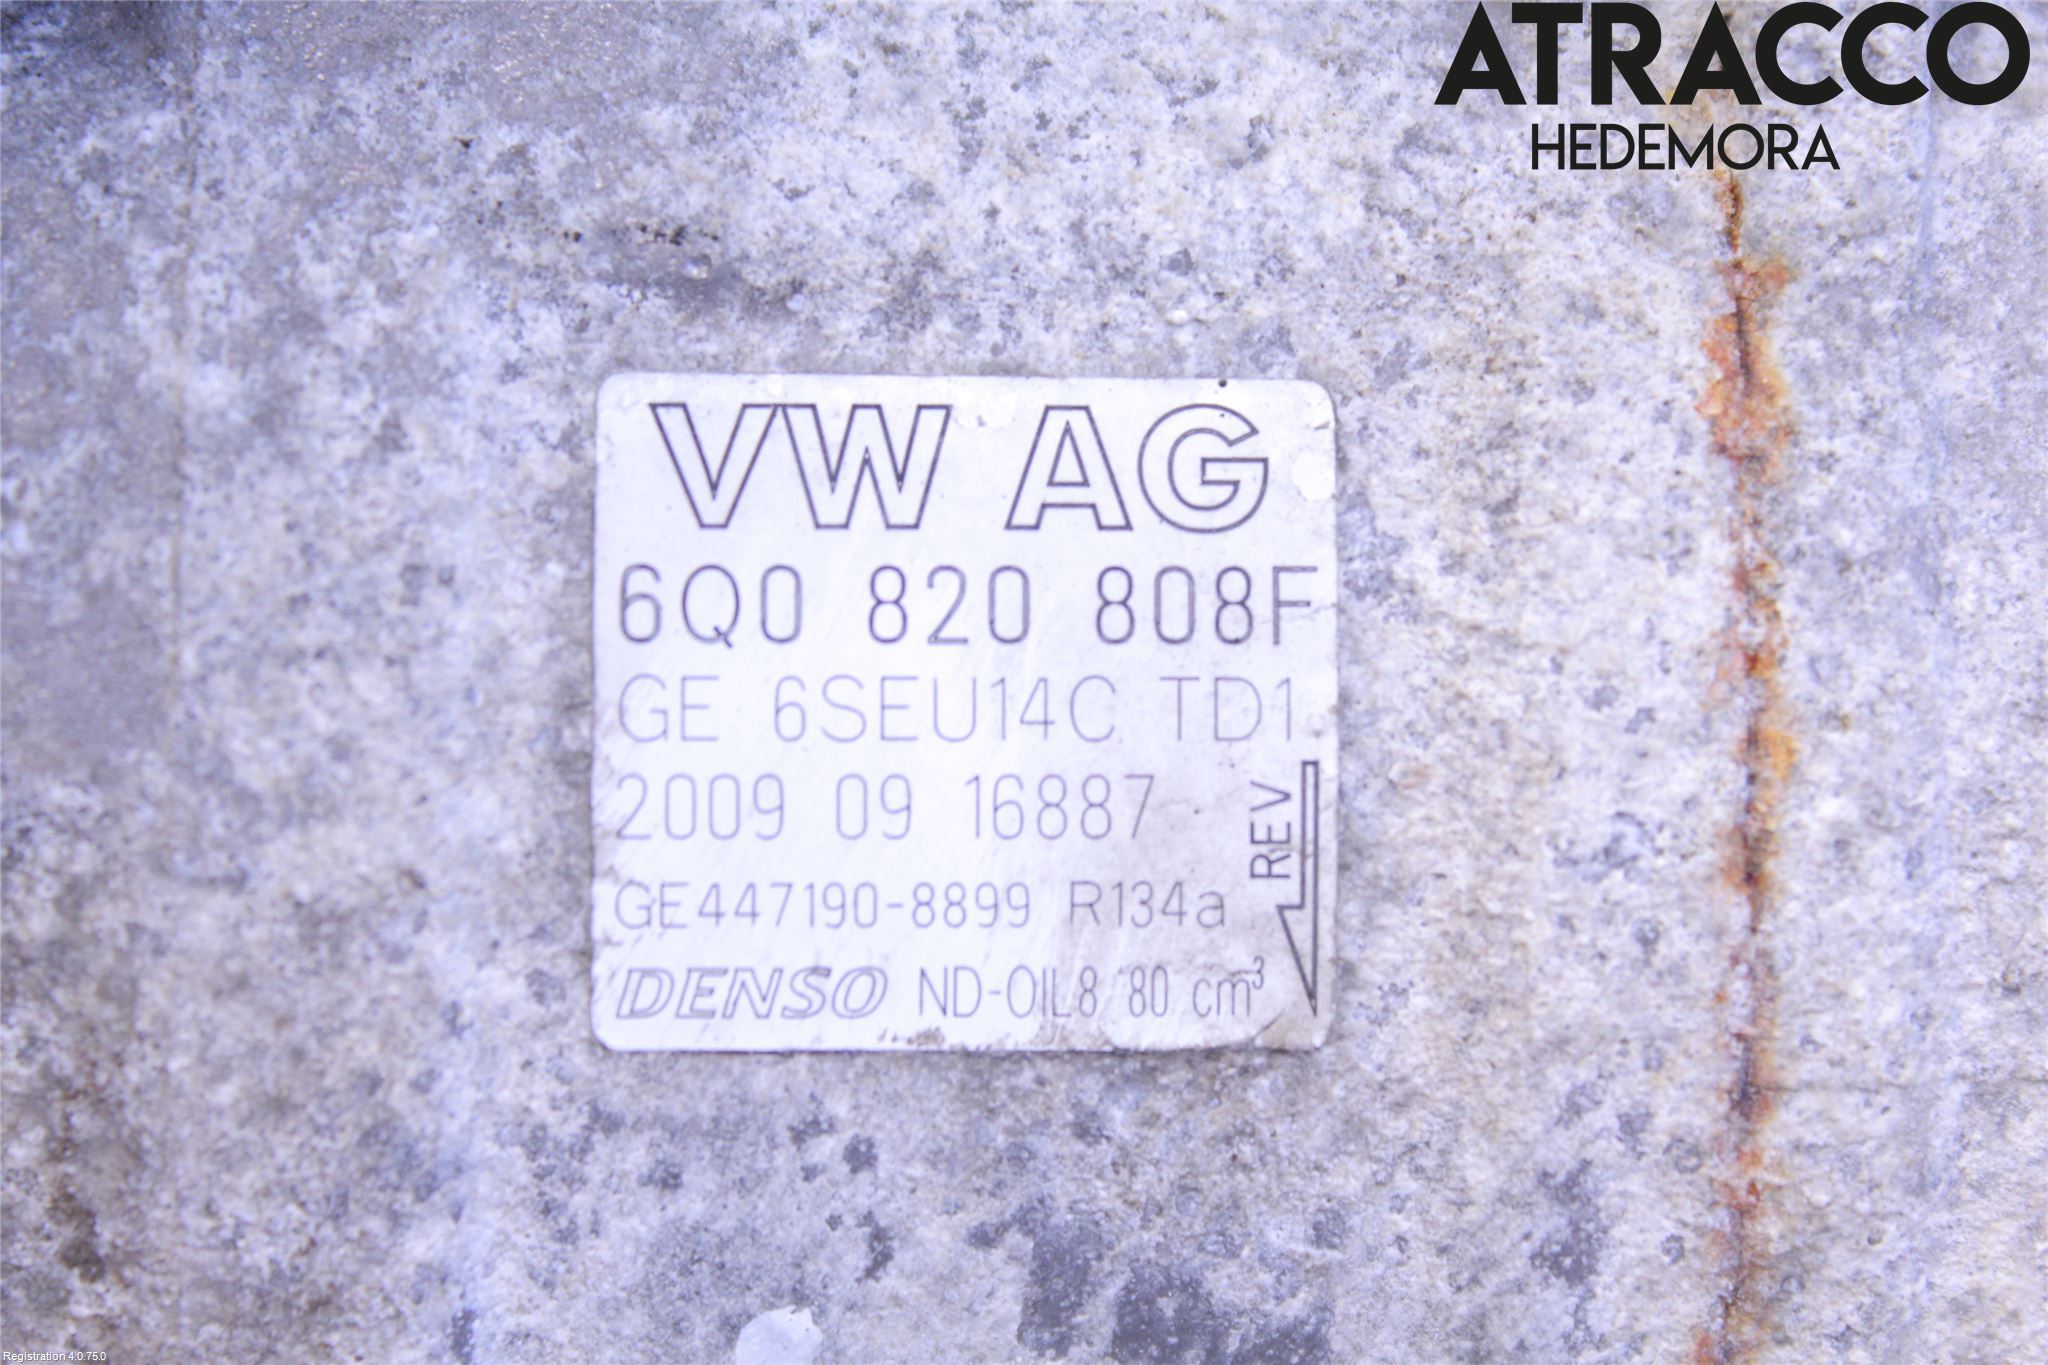 ATRACCO
HEDEMORA
VW AG
6Q0 820 808F
GE 6SEU14C TD1
2009 09 16887
REV
GE447190-8899 R134a
DENSO ND-OIL8 80 cm³
Registration 4.0.75.0